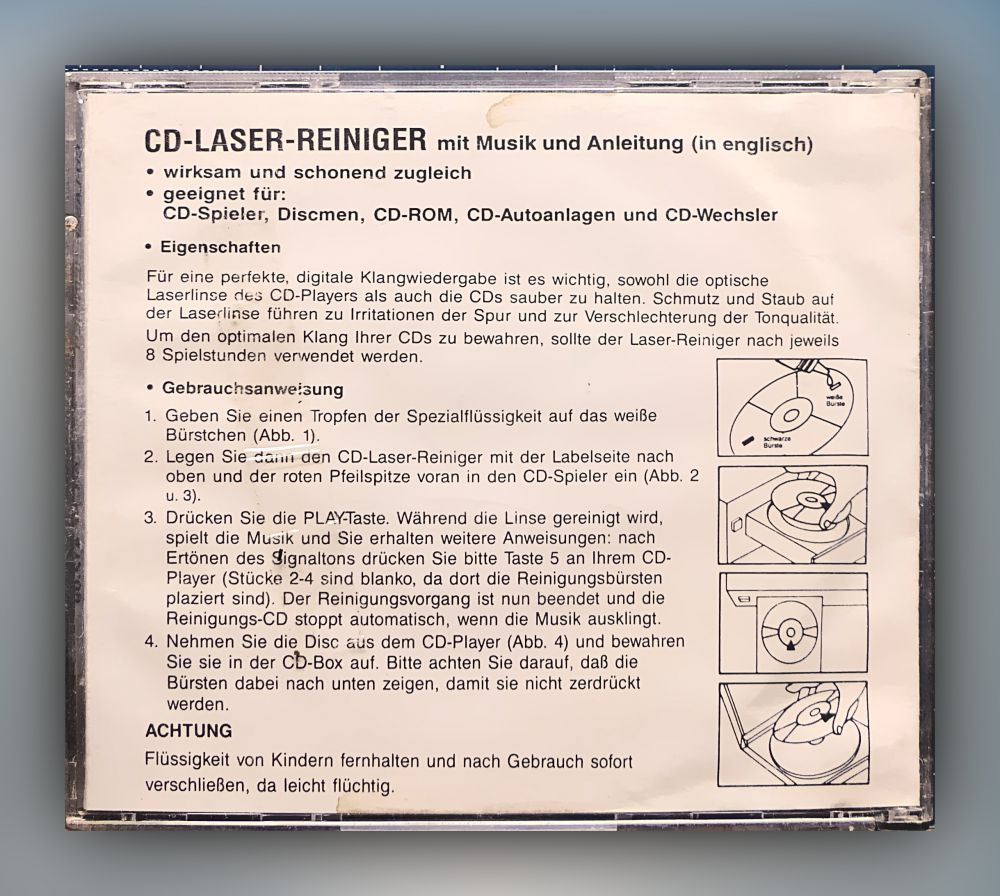 CD-LASER-REINIGER mit Musik und Anleitung (in englisch)
• wirksam und schonend zugleich
• geeignet für:
CD-Spieler, Discmen, CD-ROM, CD-Autoanlagen und CD-Wechsler
• Eigenschaften
Für eine perfekte, digitale Klangwiedergabe ist es wichtig, sowohl die optische
Laserlinse des CD-Players als auch die CDs sauber zu halten. Schmutz und Staub auf
der Laserlinse führen zu Irritationen der Spur und zur Verschlechterung der Tonqualität.
Um den optimalen Klang Ihrer CDs zu bewahren, sollte der Laser-Reiniger nach jeweils
8 Spielstunden verwendet werden.
• Gebrauchsanweisung
1. Geben Sie einen Tropfen der Spezialflüssigkeit auf das weiße
Bürstchen (Abb. 1).
2. Legen Sie dann den CD-Laser-Reiniger mit der Labelseite nach
oben und der roten Pfeilspitze voran in den CD-Spieler ein (Abb. 2
u. 3).
3. Drücken Sie die PLAY-Taste. Während die Linse gereinigt wird,
spielt die Musik und Sie erhalten weitere Anweisungen: nach
Ertönen des Signaltons drücken Sie bitte Taste 5 an Ihrem CD-
Player (Stücke 2-4 sind blanko, da dort die Reinigungsbürsten
plaziert sind). Der Reinigungsvorgang ist nun beendet und die
Reinigungs-CD stoppt automatisch, wenn die Musik ausklingt.
4. Nehmen Sie die Disc aus dem CD-Player (Abb. 4) und bewahren
Sie sie in der CD-Box auf. Bitte achten Sie darauf, daß die
Bürsten dabei nach unten zeigen, damit sie nicht zerdrückt
werden.
ACHTUNG
Flüssigkeit von Kindern fernhalten und nach Gebrauch sofort
verschließen, da leicht flüchtig.
weiße
Bürste
schwarze
Bürste